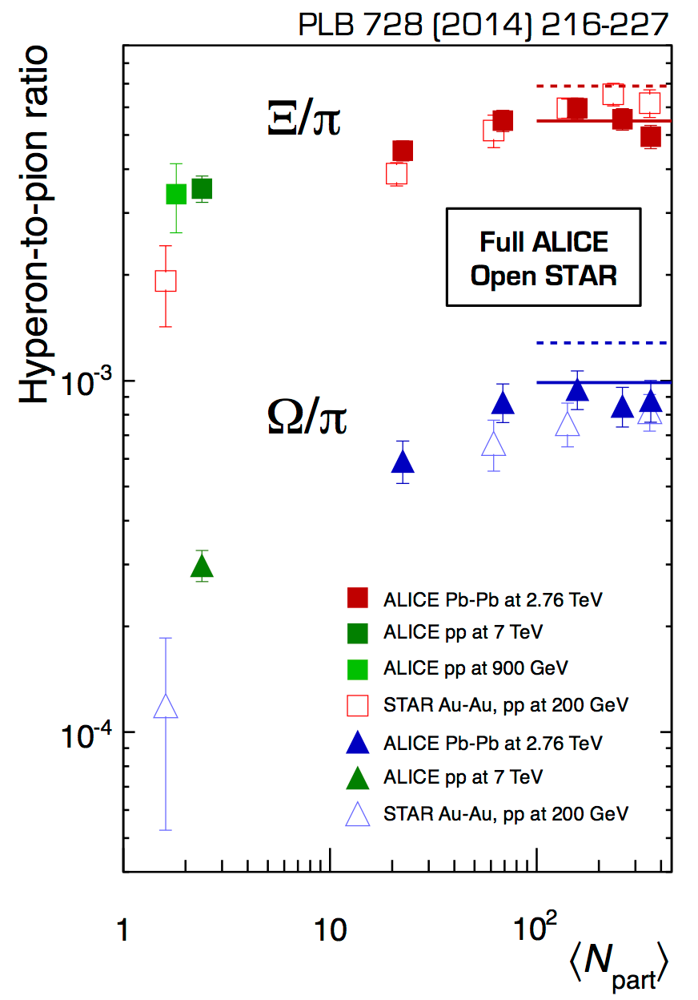 PLB 728 (2014) 216-227
Hyperon-to-pion ratio
Ξ/π
Full ALICE
Open STAR
10⁻³
Ω/π
ALICE Pb-Pb at 2.76 TeV
ALICE pp at 7 TeV
ALICE pp at 900 GeV
STAR Au-Au, pp at 200 GeV
10⁻⁴
ALICE Pb-Pb at 2.76 TeV
ALICE pp at 7 TeV
STAR Au-Au, pp at 200 GeV
1 10 10²
⟨N_part⟩